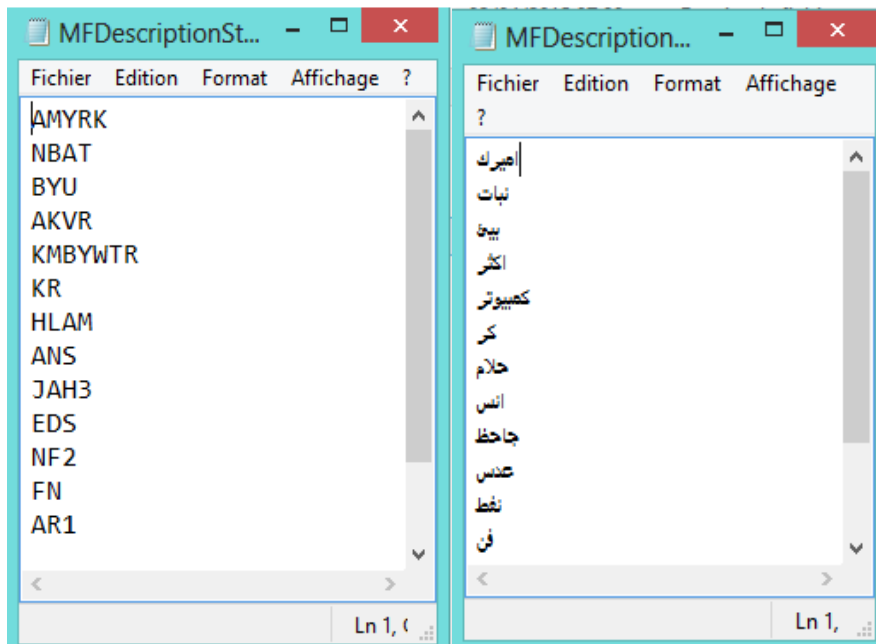 MFDescriptionSt...
Fichier Edition Format Affichage ?
AMYRK
NBAT
BYU
AKVR
KMBYWTR
KR
HLAM
ANS
JAH3
EDS
NF2
FN
AR1
Ln 1, (
MFDescription...
Fichier Edition Format Affichage
?
اميرك
نبات
بيئ
اكثر
كمبيوتر
كر
حلام
انس
جاحظ
عدس
نفط
فن
Ln 1,